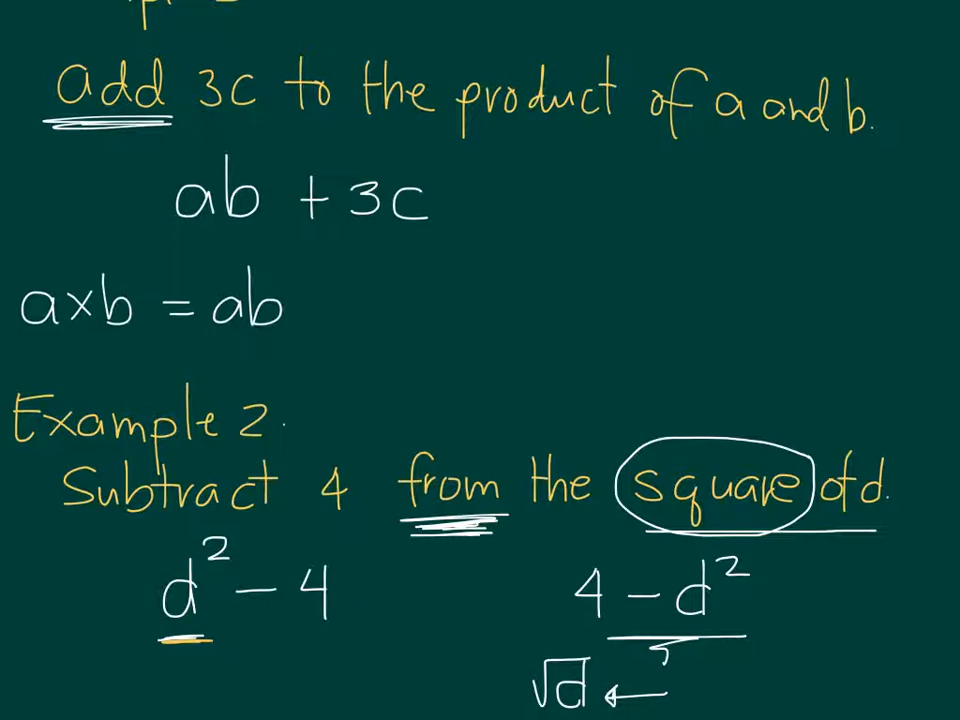 add 3c to the product of a and b.
ab + 3c
a×b = ab
Example 2.
Subtract 4 from the square of d.
d² - 4    4 - d²
√d ←